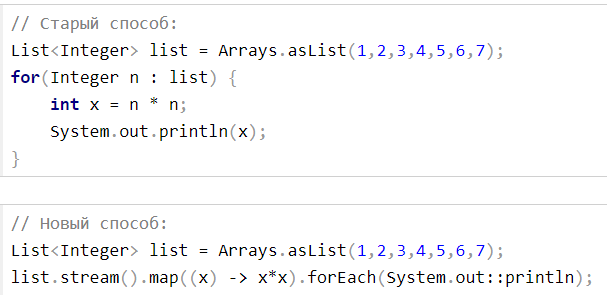 // Старый способ:
List<Integer> list = Arrays.asList(1,2,3,4,5,6,7);
for(Integer n : list) {
    int x = n * n;
    System.out.println(x);
}
// Новый способ:
List<Integer> list = Arrays.asList(1,2,3,4,5,6,7);
list.stream().map((x) -> x*x).forEach(System.out::println);